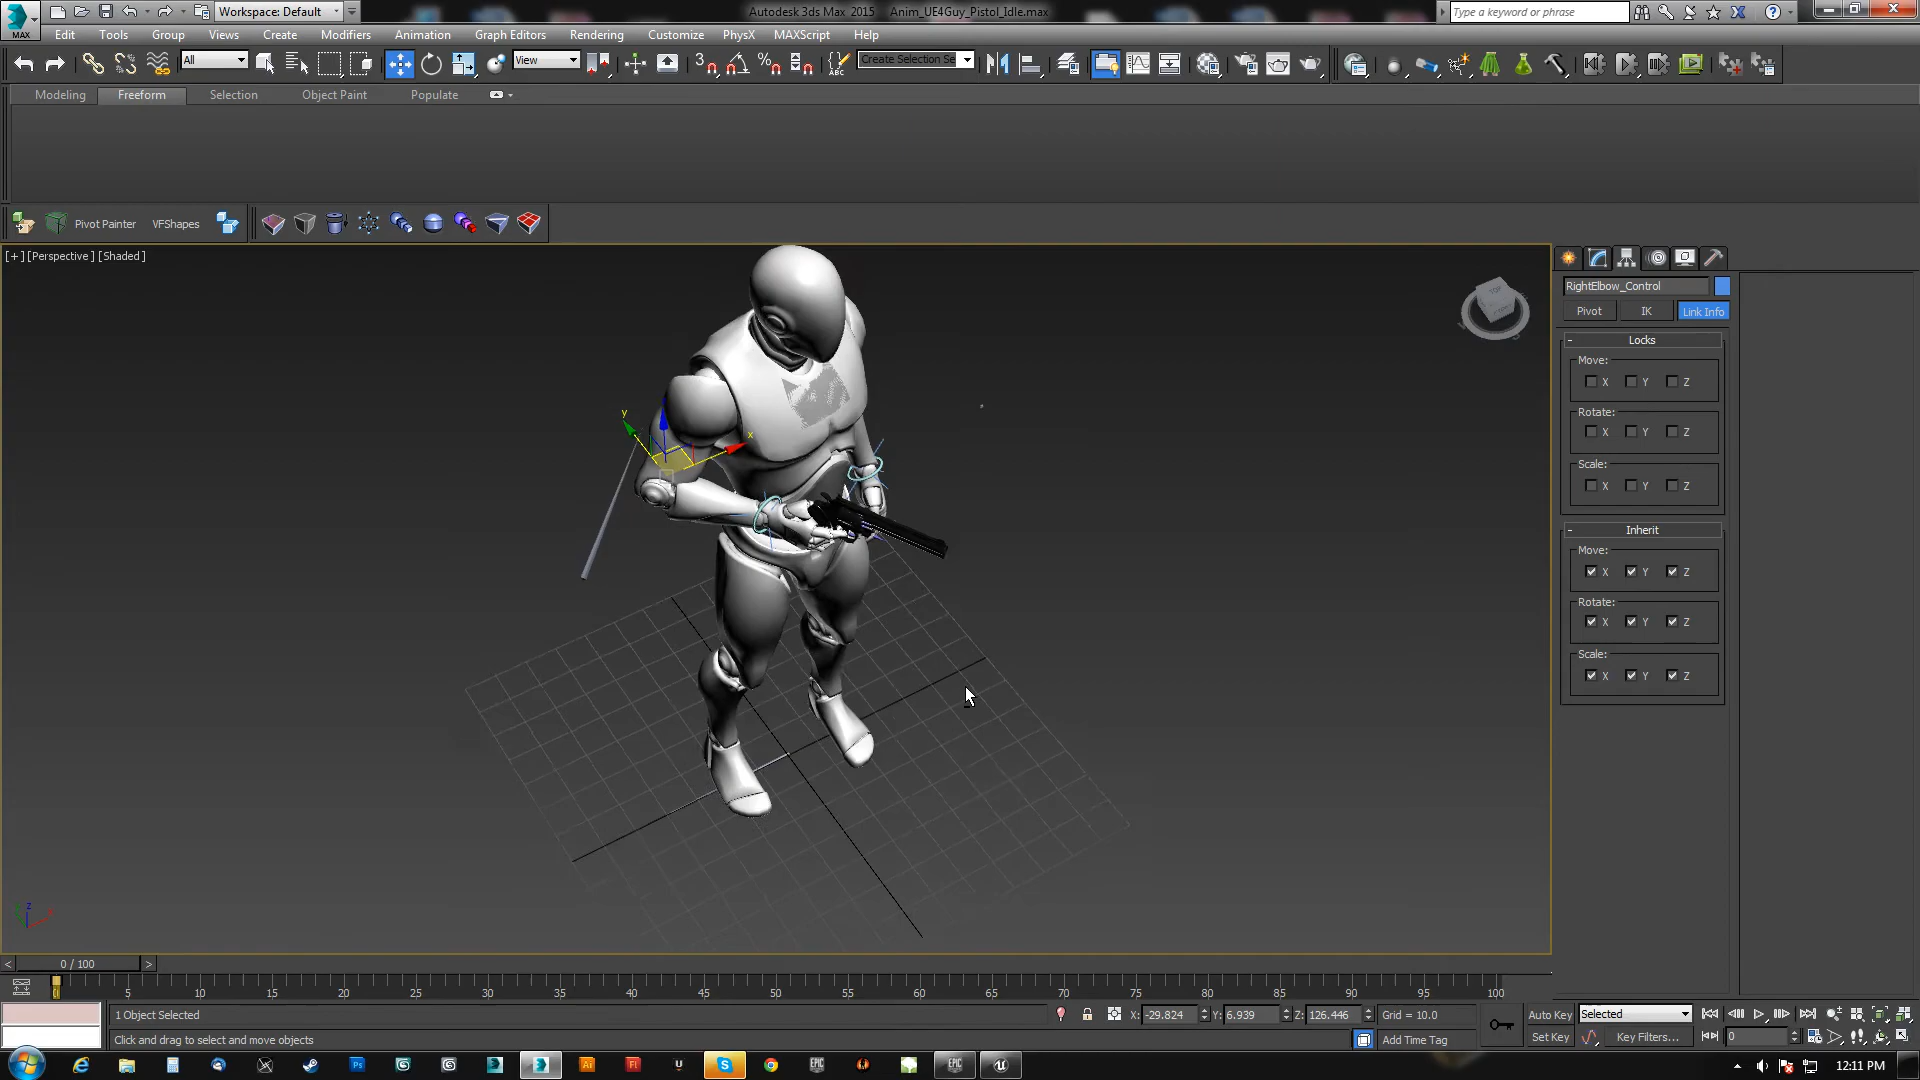 Workspace: Default
Autodesk 3ds Max 2015 Anim_UE4Guy_Pistol_Idle.max
Type a keyword or phrase
MAX
Edit Tools Group Views Create Modifiers Animation Graph Editors Rendering Customize PhysX MAXScript Help
All
View
3
ABC
Create Selection Se
Modeling Freeform Selection Object Paint Populate
Pivot Painter VFShapes
[+] [Perspective] [Shaded]
RightElbow_Control
Pivot IK Link Info
- Locks
Move:
X Y Z
Rotate:
X Y Z
Scale:
X Y Z
- Inherit
Move:
X Y Z
Rotate:
X Y Z
Scale:
X Y Z
y
x
TOP
z
< 0 / 100 >
5 10 15 20 25 30 35 40 45 50 55 60 65 70 75 80 85 90 95 100
1 Object Selected
X: -29.824 Y: 6.939 Z: 126.446 Grid = 10.0
Auto Key Selected
Click and drag to select and move objects
Add Time Tag
Set Key Key Filters... 0
12:11 PM